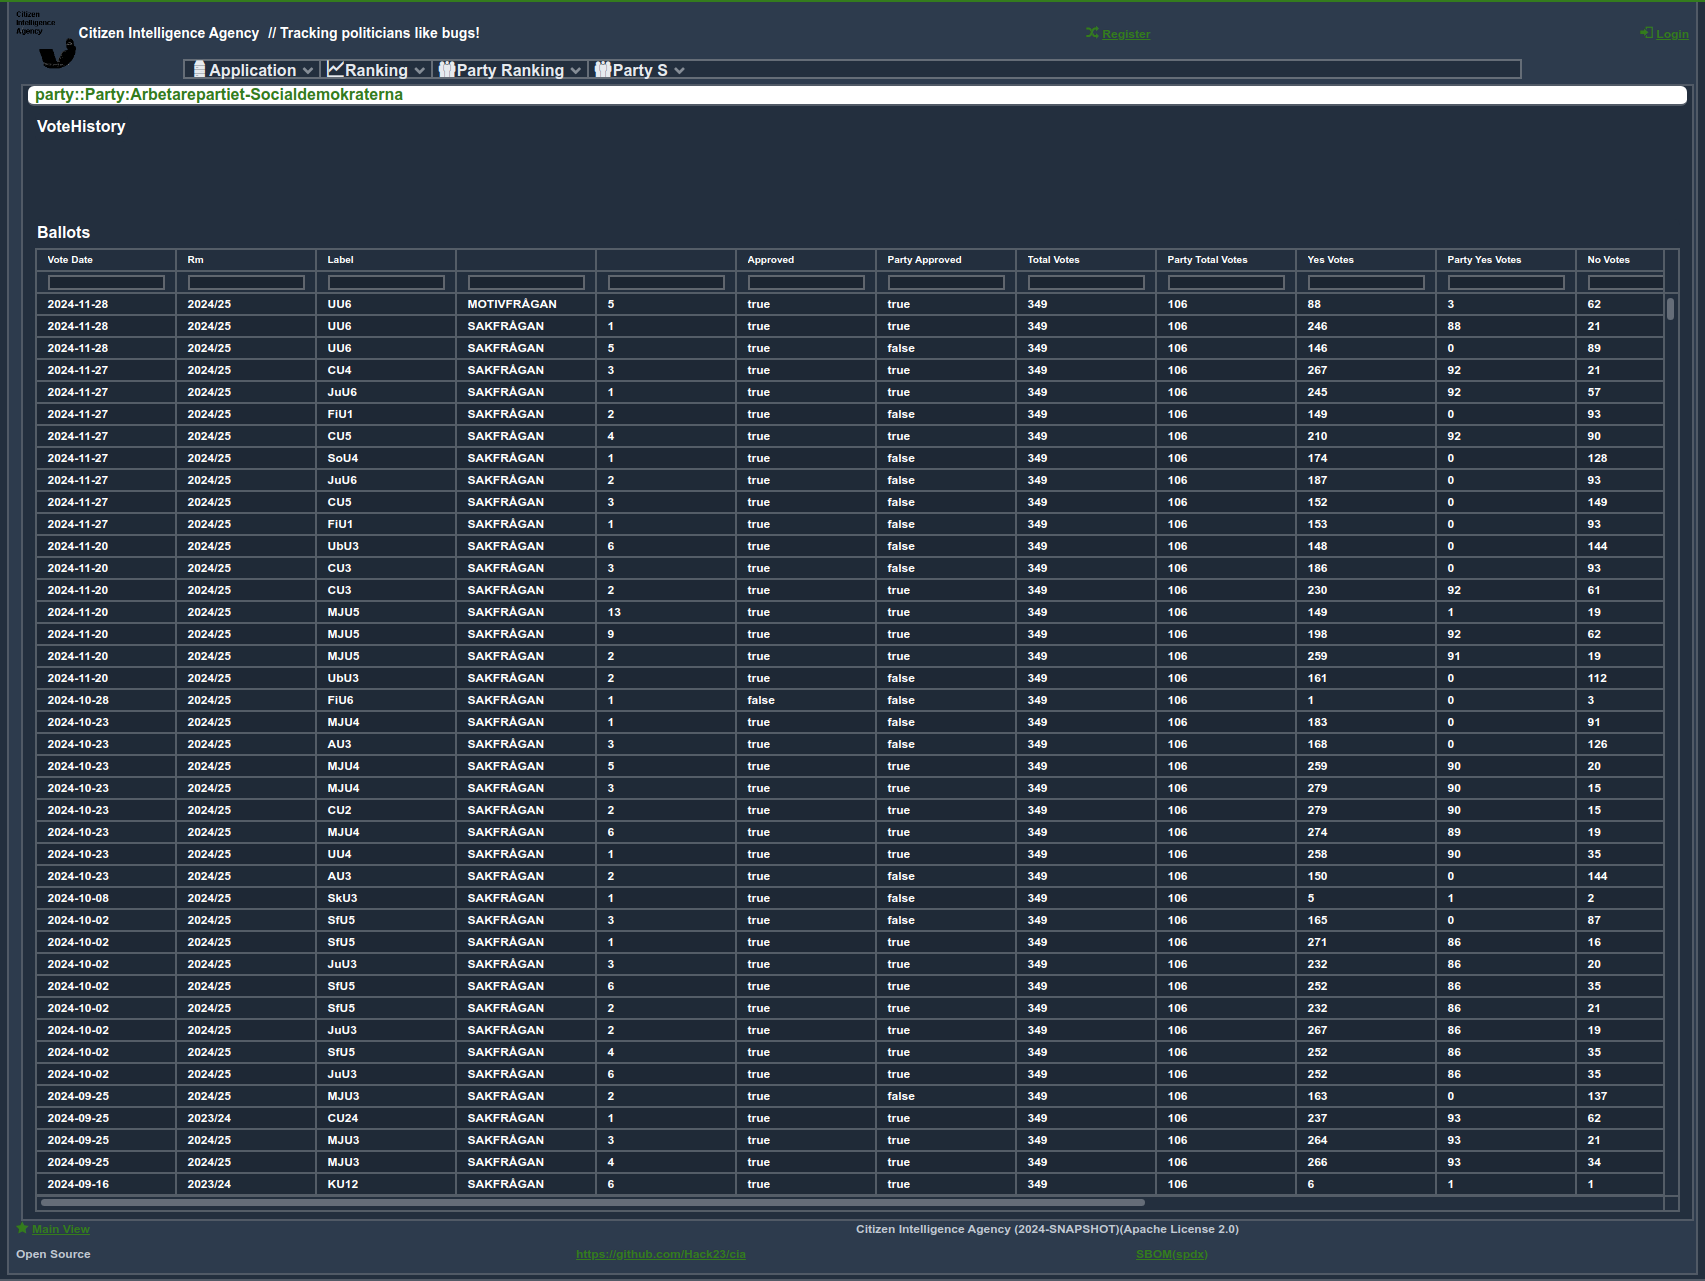 Citizen
Intelligence
Agency
Citizen Intelligence Agency // Tracking politicians like bugs!
Register
Login
Application Ranking Party Ranking Party S
party::Party:Arbetarepartiet-Socialdemokraterna
VoteHistory
Ballots
Vote Date Rm Label Approved Party Approved Total Votes Party Total Votes Yes Votes Party Yes Votes No Votes
2024-11-28 2024/25 UU6 MOTIVFRÅGAN 5 true true 349 106 88 3 62
2024-11-28 2024/25 UU6 SAKFRÅGAN 1 true true 349 106 246 88 21
2024-11-28 2024/25 UU6 SAKFRÅGAN 5 true false 349 106 146 0 89
2024-11-27 2024/25 CU4 SAKFRÅGAN 3 true true 349 106 267 92 21
2024-11-27 2024/25 JuU6 SAKFRÅGAN 1 true true 349 106 245 92 57
2024-11-27 2024/25 FiU1 SAKFRÅGAN 2 true false 349 106 149 0 93
2024-11-27 2024/25 CU5 SAKFRÅGAN 4 true true 349 106 210 92 90
2024-11-27 2024/25 SoU4 SAKFRÅGAN 1 true false 349 106 174 0 128
2024-11-27 2024/25 JuU6 SAKFRÅGAN 2 true false 349 106 187 0 93
2024-11-27 2024/25 CU5 SAKFRÅGAN 3 true false 349 106 152 0 149
2024-11-27 2024/25 FiU1 SAKFRÅGAN 1 true false 349 106 153 0 93
2024-11-20 2024/25 UbU3 SAKFRÅGAN 6 true false 349 106 148 0 144
2024-11-20 2024/25 CU3 SAKFRÅGAN 3 true false 349 106 186 0 93
2024-11-20 2024/25 CU3 SAKFRÅGAN 2 true true 349 106 230 92 61
2024-11-20 2024/25 MJU5 SAKFRÅGAN 13 true true 349 106 149 1 19
2024-11-20 2024/25 MJU5 SAKFRÅGAN 9 true true 349 106 198 92 62
2024-11-20 2024/25 MJU5 SAKFRÅGAN 2 true true 349 106 259 91 19
2024-11-20 2024/25 UbU3 SAKFRÅGAN 2 true false 349 106 161 0 112
2024-10-28 2024/25 FiU6 SAKFRÅGAN 1 false false 349 106 1 0 3
2024-10-23 2024/25 MJU4 SAKFRÅGAN 1 true false 349 106 183 0 91
2024-10-23 2024/25 AU3 SAKFRÅGAN 3 true false 349 106 168 0 126
2024-10-23 2024/25 MJU4 SAKFRÅGAN 5 true true 349 106 259 90 20
2024-10-23 2024/25 MJU4 SAKFRÅGAN 3 true true 349 106 279 90 15
2024-10-23 2024/25 CU2 SAKFRÅGAN 2 true true 349 106 279 90 15
2024-10-23 2024/25 MJU4 SAKFRÅGAN 6 true true 349 106 274 89 19
2024-10-23 2024/25 UU4 SAKFRÅGAN 1 true true 349 106 258 90 35
2024-10-23 2024/25 AU3 SAKFRÅGAN 2 true false 349 106 150 0 144
2024-10-08 2024/25 SkU3 SAKFRÅGAN 1 true false 349 106 5 1 2
2024-10-02 2024/25 SfU5 SAKFRÅGAN 3 true false 349 106 165 0 87
2024-10-02 2024/25 SfU5 SAKFRÅGAN 1 true true 349 106 271 86 16
2024-10-02 2024/25 JuU3 SAKFRÅGAN 3 true true 349 106 232 86 20
2024-10-02 2024/25 SfU5 SAKFRÅGAN 6 true true 349 106 252 86 35
2024-10-02 2024/25 SfU5 SAKFRÅGAN 2 true true 349 106 232 86 21
2024-10-02 2024/25 JuU3 SAKFRÅGAN 2 true true 349 106 267 86 19
2024-10-02 2024/25 SfU5 SAKFRÅGAN 4 true true 349 106 252 86 35
2024-10-02 2024/25 JuU3 SAKFRÅGAN 6 true true 349 106 252 86 35
2024-09-25 2024/25 MJU3 SAKFRÅGAN 2 true false 349 106 163 0 137
2024-09-25 2023/24 CU24 SAKFRÅGAN 1 true true 349 106 237 93 62
2024-09-25 2024/25 MJU3 SAKFRÅGAN 3 true true 349 106 264 93 21
2024-09-25 2024/25 MJU3 SAKFRÅGAN 4 true true 349 106 266 93 34
2024-09-16 2023/24 KU12 SAKFRÅGAN 6 true true 349 106 6 1 1
Main View
Citizen Intelligence Agency (2024-SNAPSHOT)(Apache License 2.0)
Open Source
https://github.com/Hack23/cia
SBOM(spdx)